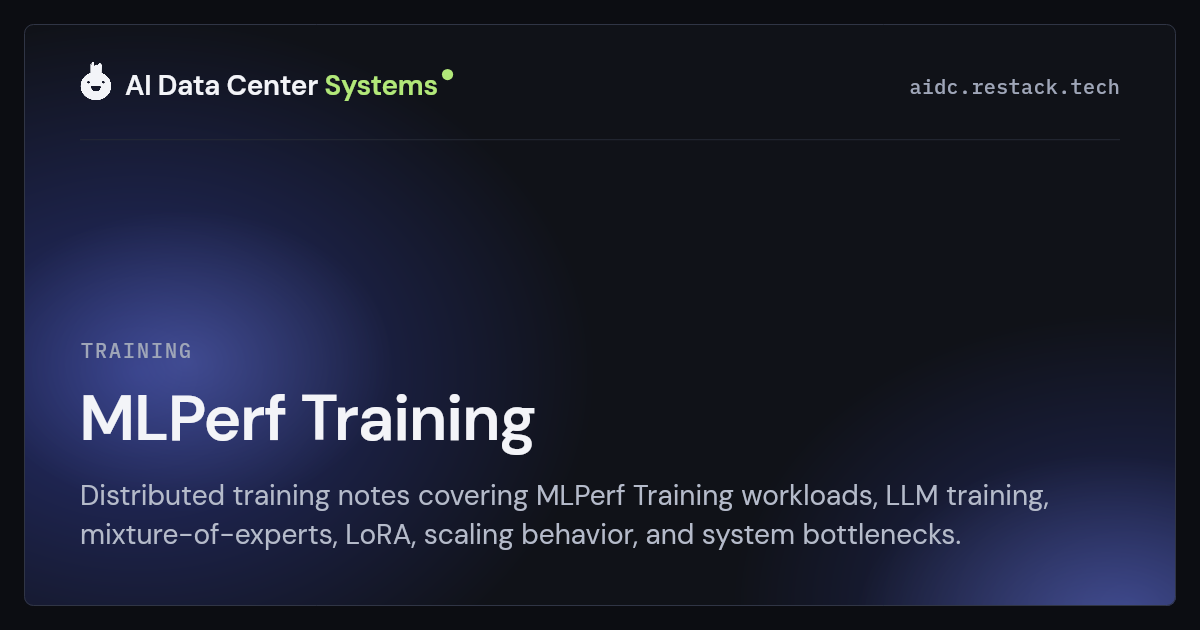 AI Data Center Systems
aidc.restack.tech
TRAINING
MLPerf Training
Distributed training notes covering MLPerf Training workloads, LLM training,
mixture-of-experts, LoRA, scaling behavior, and system bottlenecks.